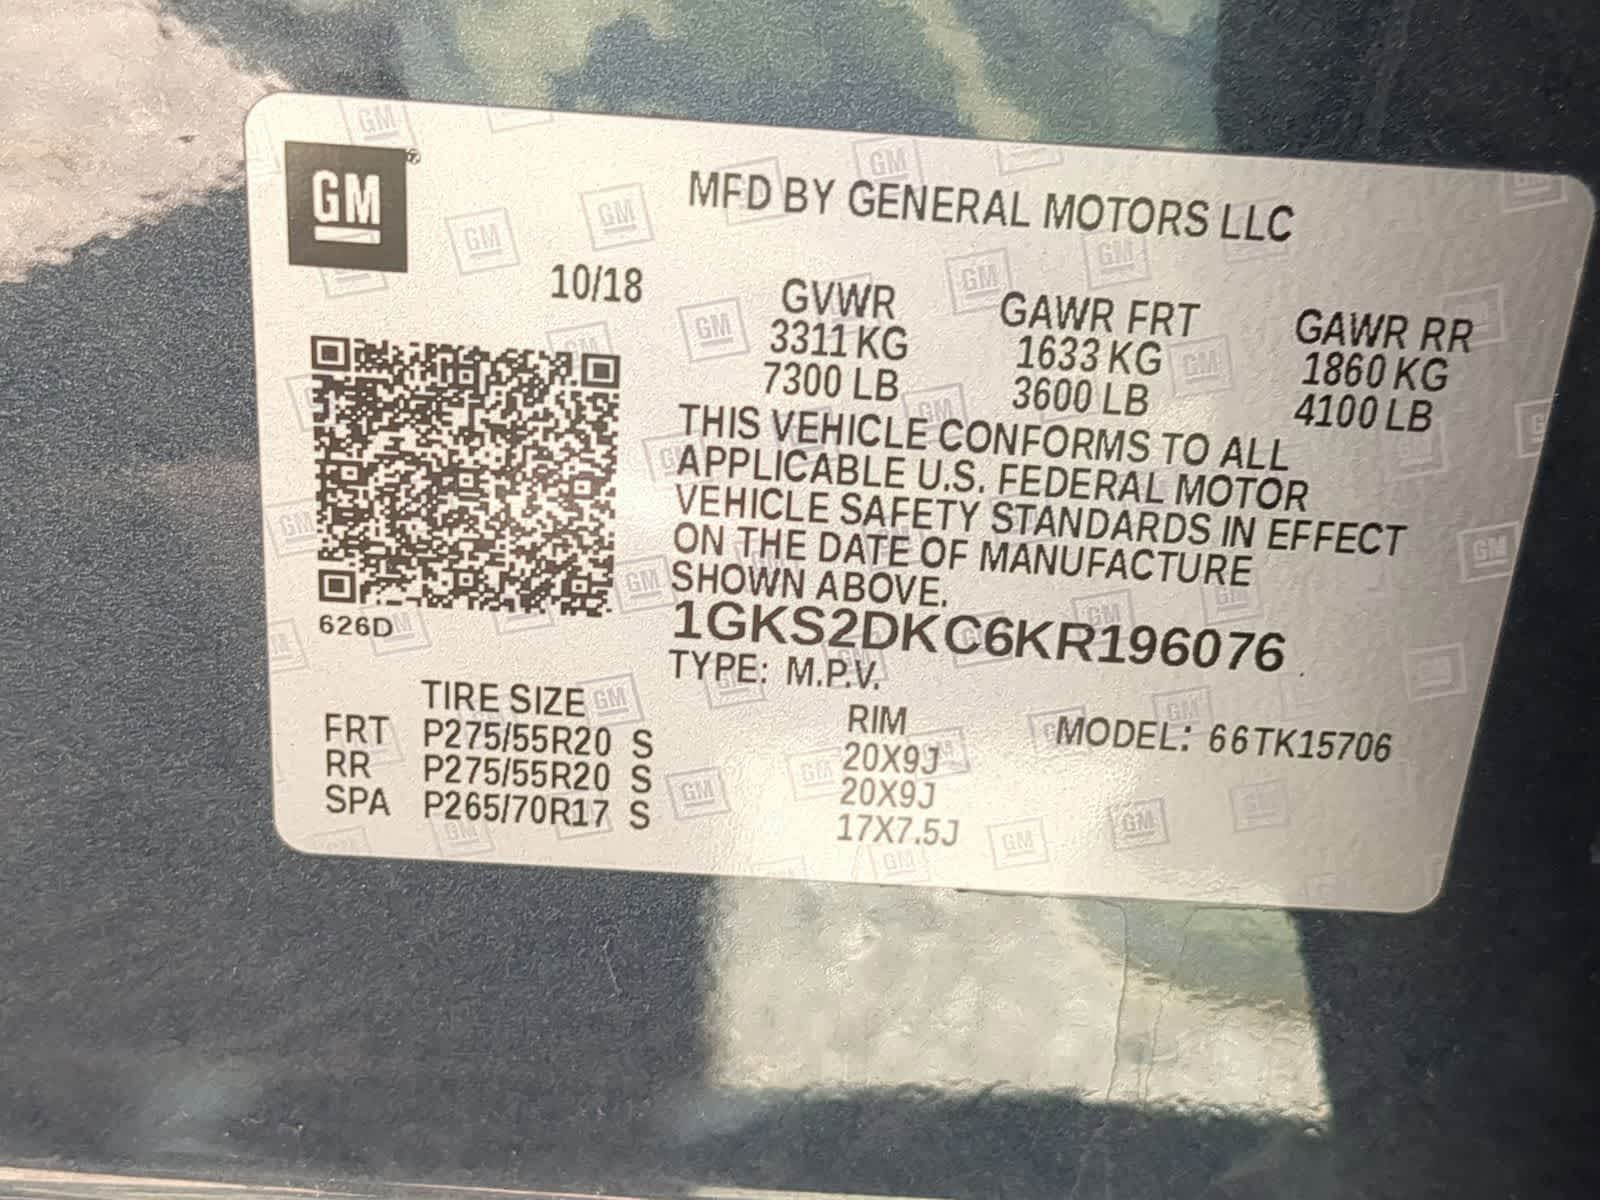 GM
MFD BY GENERAL MOTORS LLC
10/18
GVWR GAWR FRT GAWR RR
3311 KG 1633 KG 1860 KG
7300 LB 3600 LB 4100 LB
THIS VEHICLE CONFORMS TO ALL
APPLICABLE U.S. FEDERAL MOTOR
VEHICLE SAFETY STANDARDS IN EFFECT
ON THE DATE OF MANUFACTURE
SHOWN ABOVE.
626D
1GKS2DKC6KR196076
TYPE: M.P.V.
TIRE SIZE RIM MODEL: 66TK15706
FRT P275/55R20 S 20X9J
RR P275/55R20 S 20X9J
SPA P265/70R17 S 17X7.5J